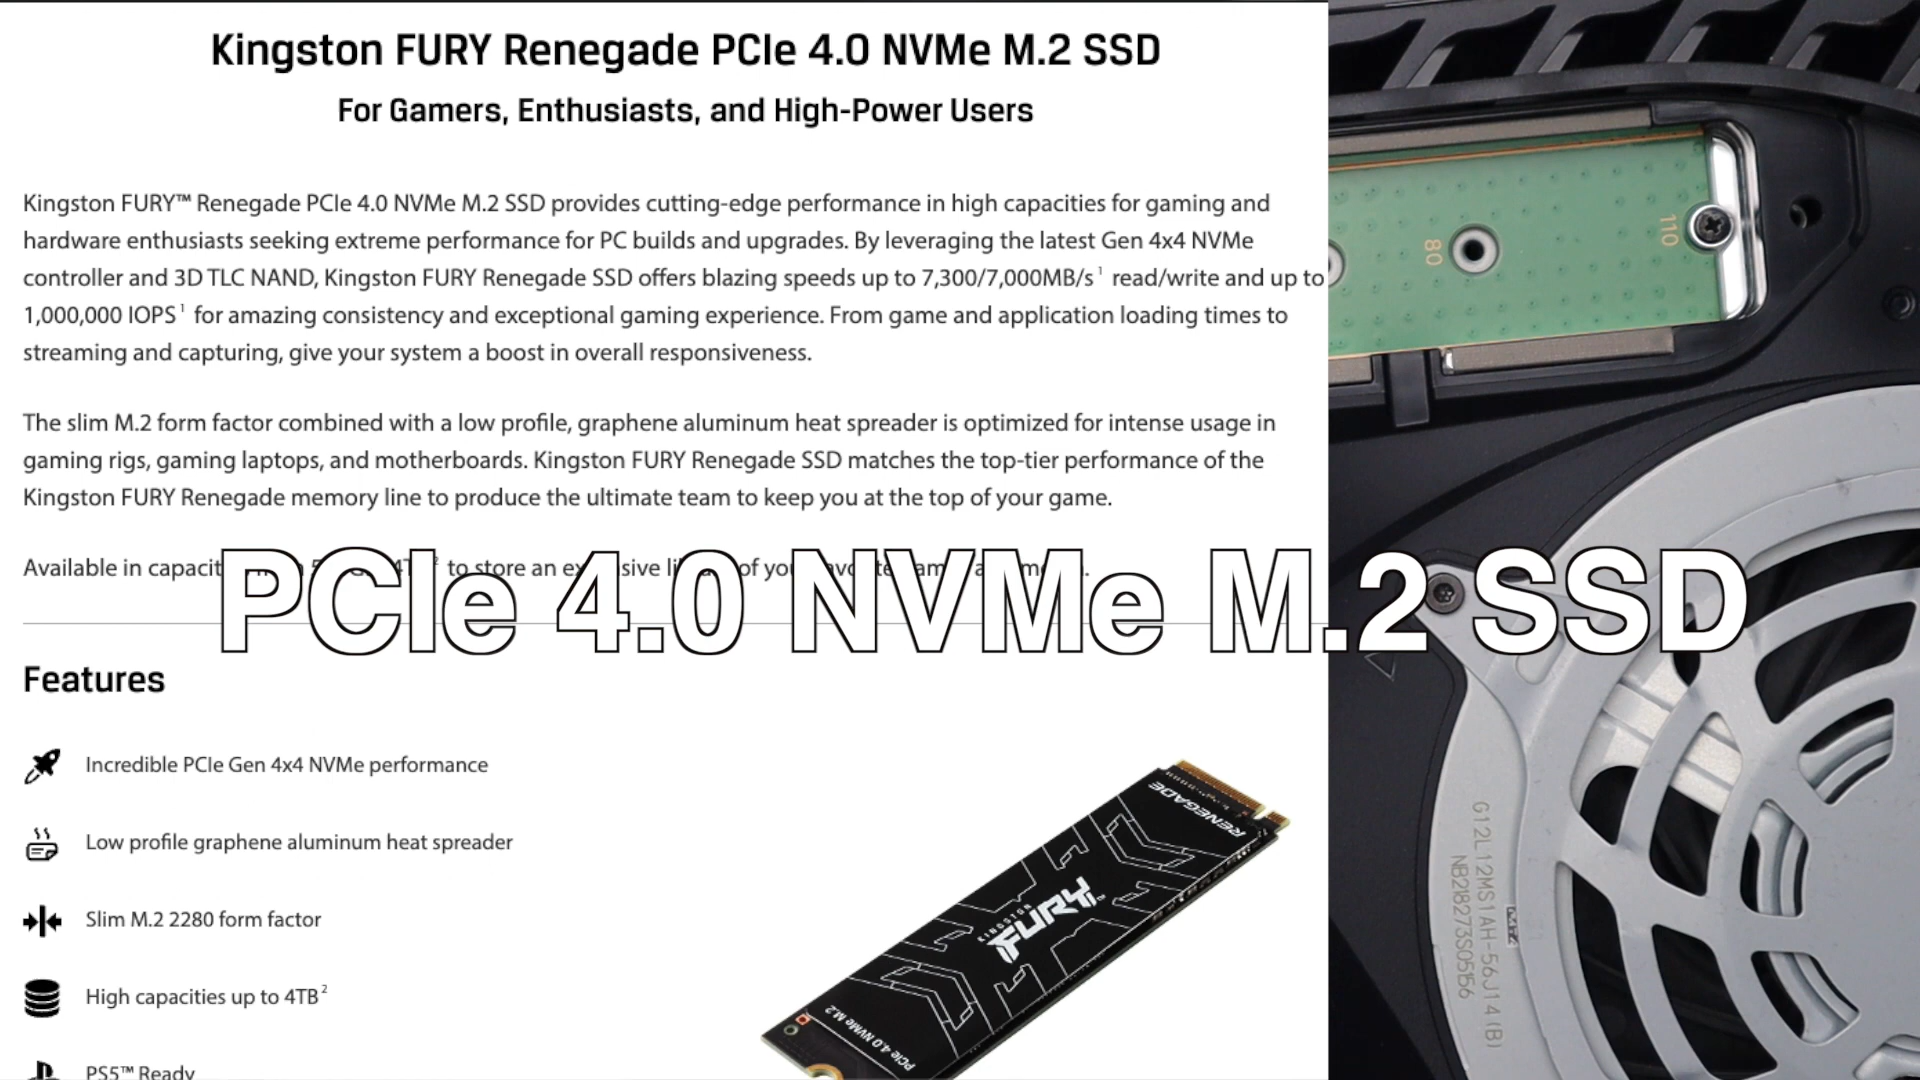 Kingston FURY Renegade PCIe 4.0 NVMe M.2 SSD
For Gamers, Enthusiasts, and High-Power Users
Kingston FURY™ Renegade PCIe 4.0 NVMe M.2 SSD provides cutting-edge performance in high capacities for gaming and
hardware enthusiasts seeking extreme performance for PC builds and upgrades. By leveraging the latest Gen 4x4 NVMe
controller and 3D TLC NAND, Kingston FURY Renegade SSD offers blazing speeds up to 7,300/7,000MB/s¹ read/write and up to
1,000,000 IOPS¹ for amazing consistency and exceptional gaming experience. From game and application loading times to
streaming and capturing, give your system a boost in overall responsiveness.
The slim M.2 form factor combined with a low profile, graphene aluminum heat spreader is optimized for intense usage in
gaming rigs, gaming laptops, and motherboards. Kingston FURY Renegade SSD matches the top-tier performance of the
Kingston FURY Renegade memory line to produce the ultimate team to keep you at the top of your game.
Available in to store an of
PCIe 4.0 NVMe M.2 SSD
Features
Incredible PCIe Gen 4x4 NVMe performance
Low profile graphene aluminum heat spreader
Slim M.2 2280 form factor
High capacities up to 4TB²
PS5™ Ready
RENEGADE
KINGSTON
FURY
PCIe 4.0 NVMe M.2
80
110
G12L12MS1AH-56J14(B)
NB218273S05156